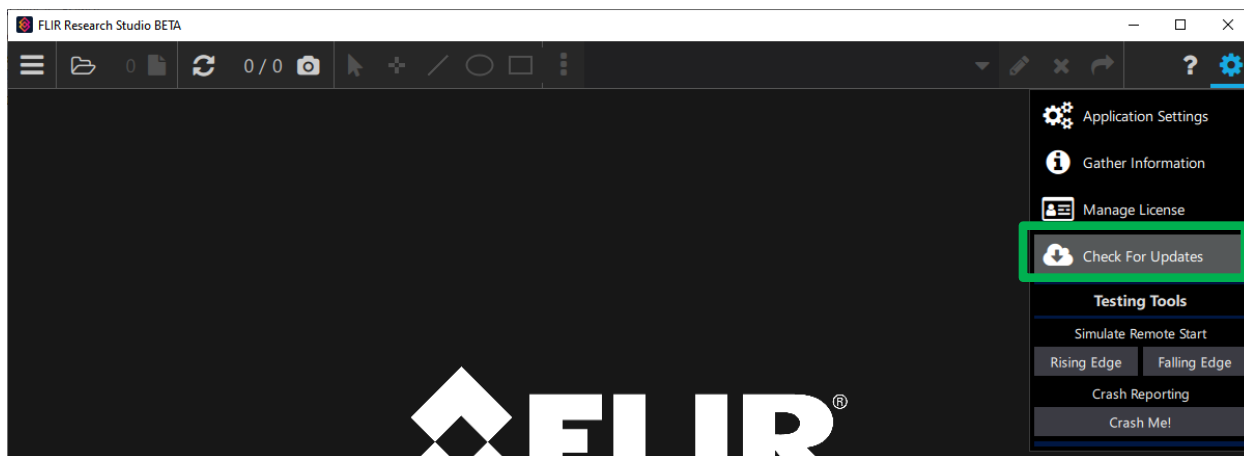 FLIR Research Studio BETA
0 0 / 0 ?
Application Settings
Gather Information
Manage License
Check For Updates
Testing Tools
Simulate Remote Start
Rising Edge Falling Edge
Crash Reporting
Crash Me!
FLIR®